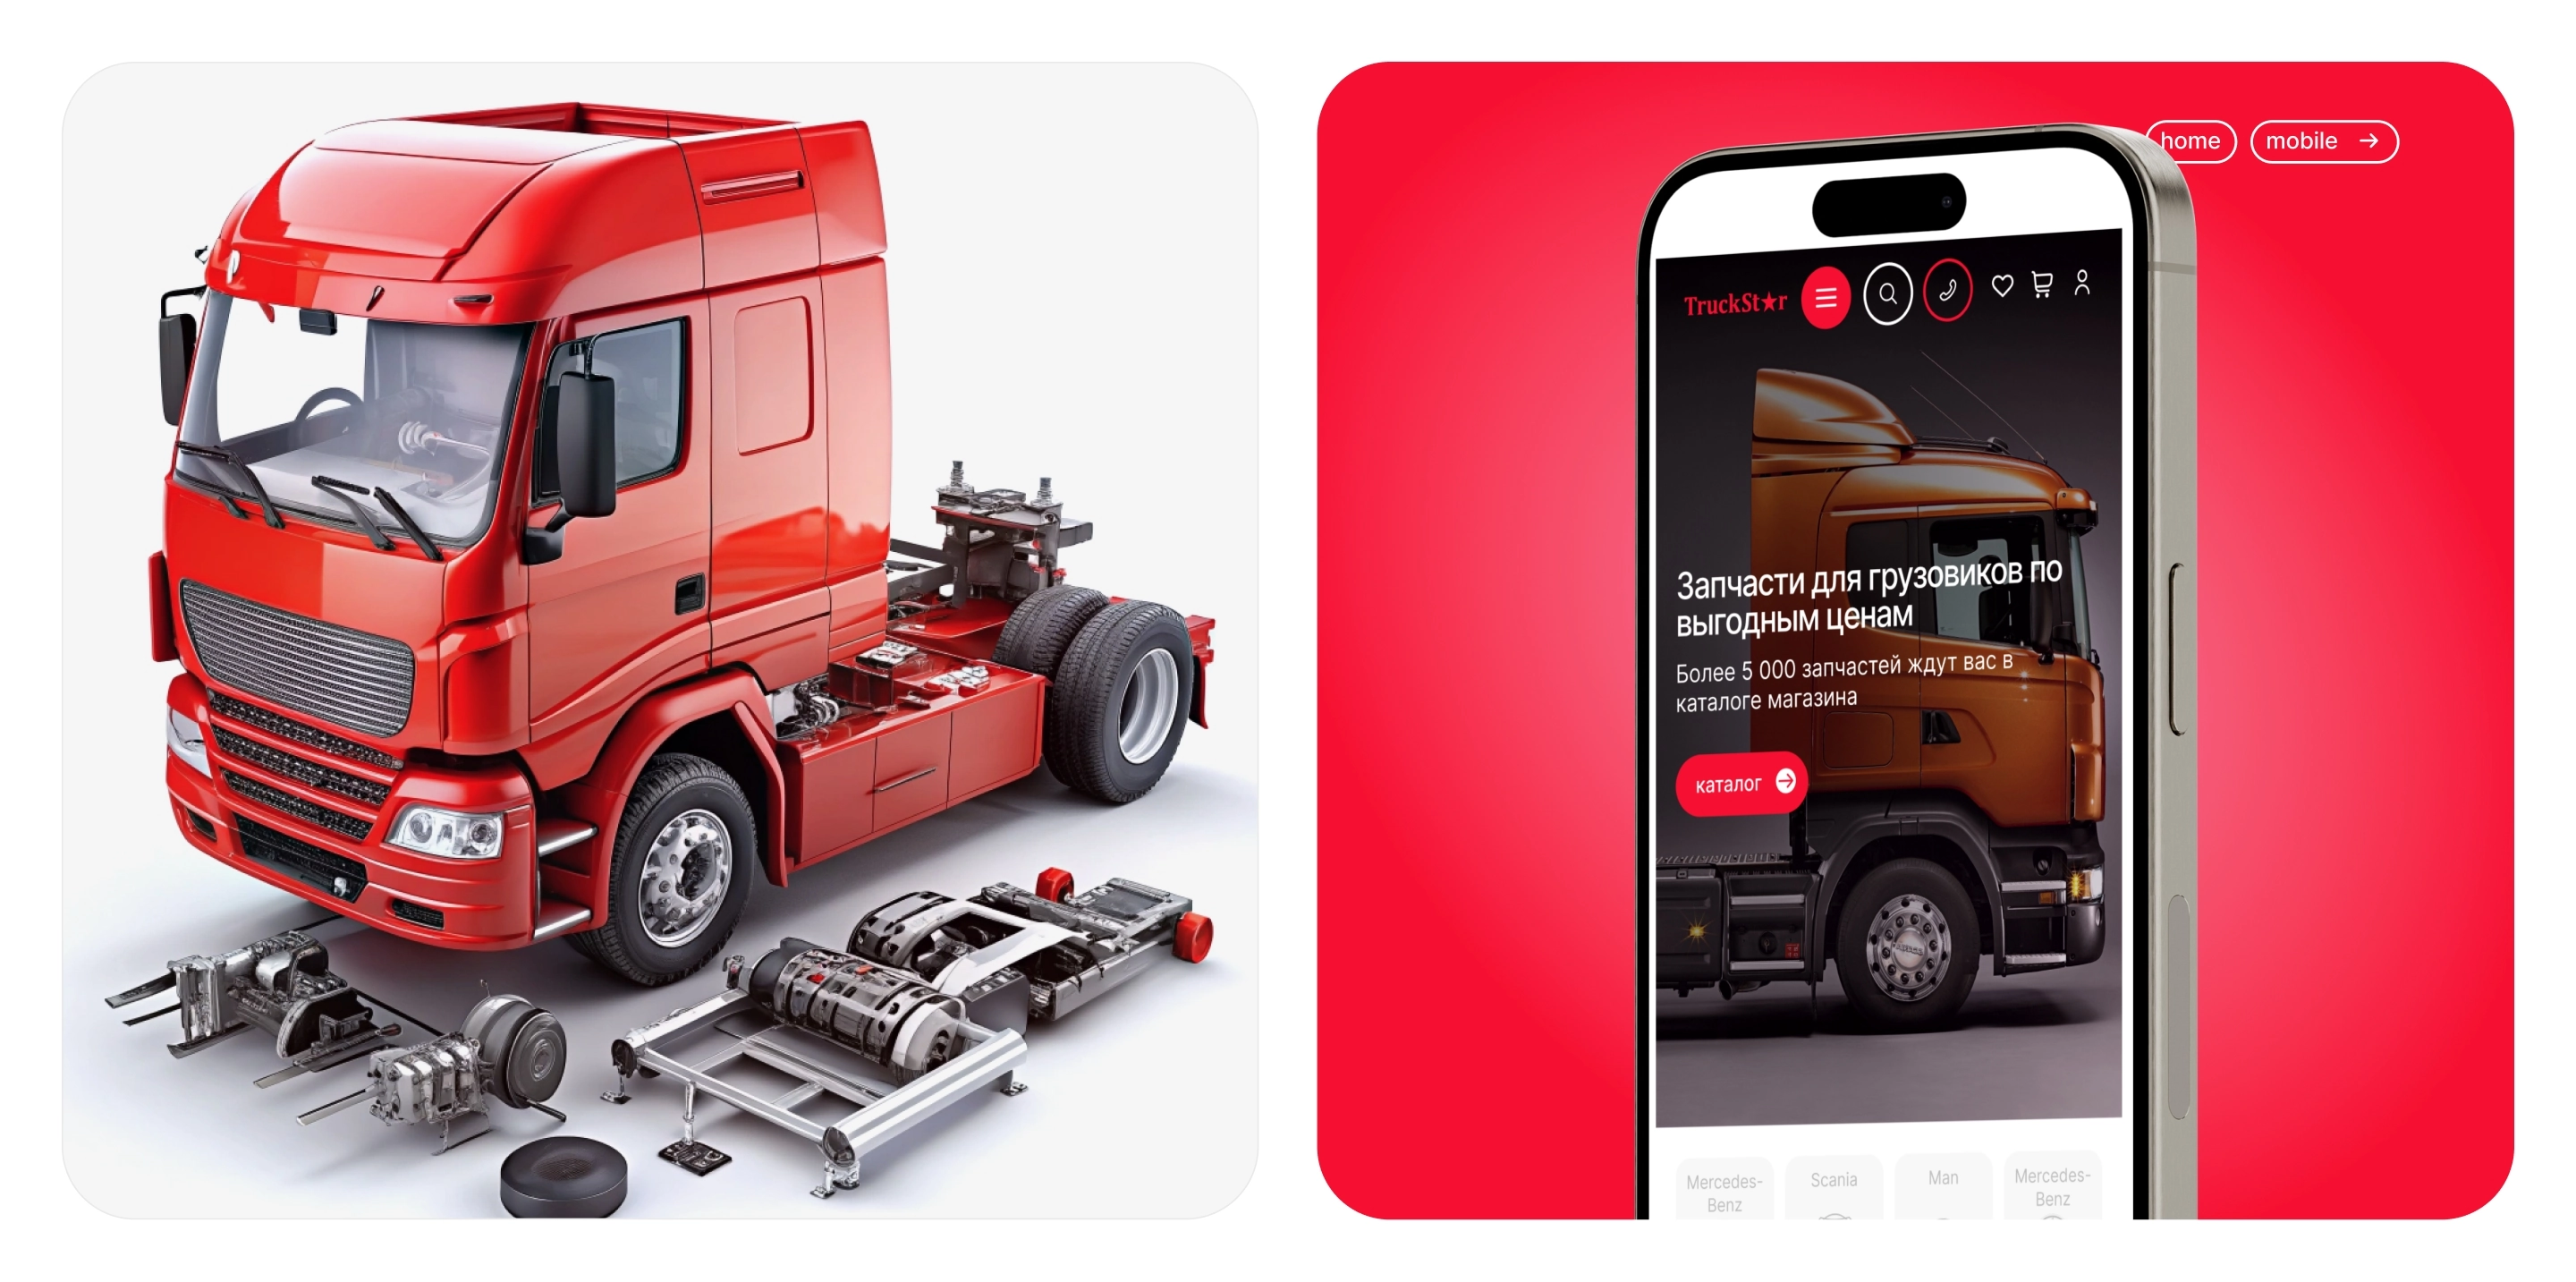 home
mobile
TruckSt★r
Запчасти для грузовиков по
выгодным ценам
Более 5 000 запчастей ждут вас в
каталоге магазина
каталог
Mercedes-
Benz
Scania
Man
Mercedes-
Benz